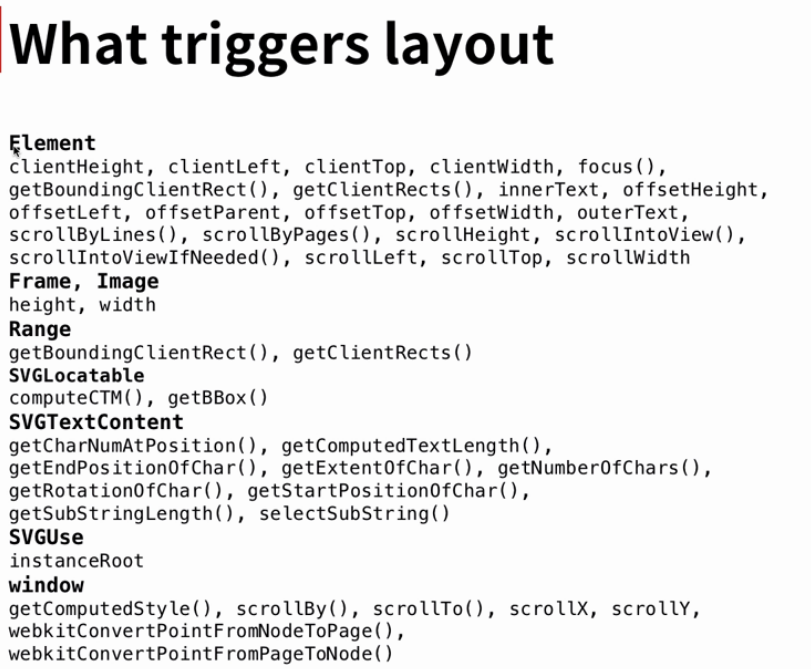 What triggers layout
Element
clientHeight, clientLeft, clientTop, clientWidth, focus(),
getBoundingClientRect(), getClientRects(), innerText, offsetHeight,
offsetLeft, offsetParent, offsetTop, offsetWidth, outerText,
scrollByLines(), scrollByPages(), scrollHeight, scrollIntoView(),
scrollIntoViewIfNeeded(), scrollLeft, scrollTop, scrollWidth
Frame, Image
height, width
Range
getBoundingClientRect(), getClientRects()
SVGLocatable
computeCTM(), getBBox()
SVGTextContent
getCharNumAtPosition(), getComputedTextLength(),
getEndPositionOfChar(), getExtentOfChar(), getNumberOfChars(),
getRotationOfChar(), getStartPositionOfChar(),
getSubStringLength(), selectSubString()
SVGUse
instanceRoot
window
getComputedStyle(), scrollBy(), scrollTo(), scrollX, scrollY,
webkitConvertPointFromNodeToPage(),
webkitConvertPointFromPageToNode()